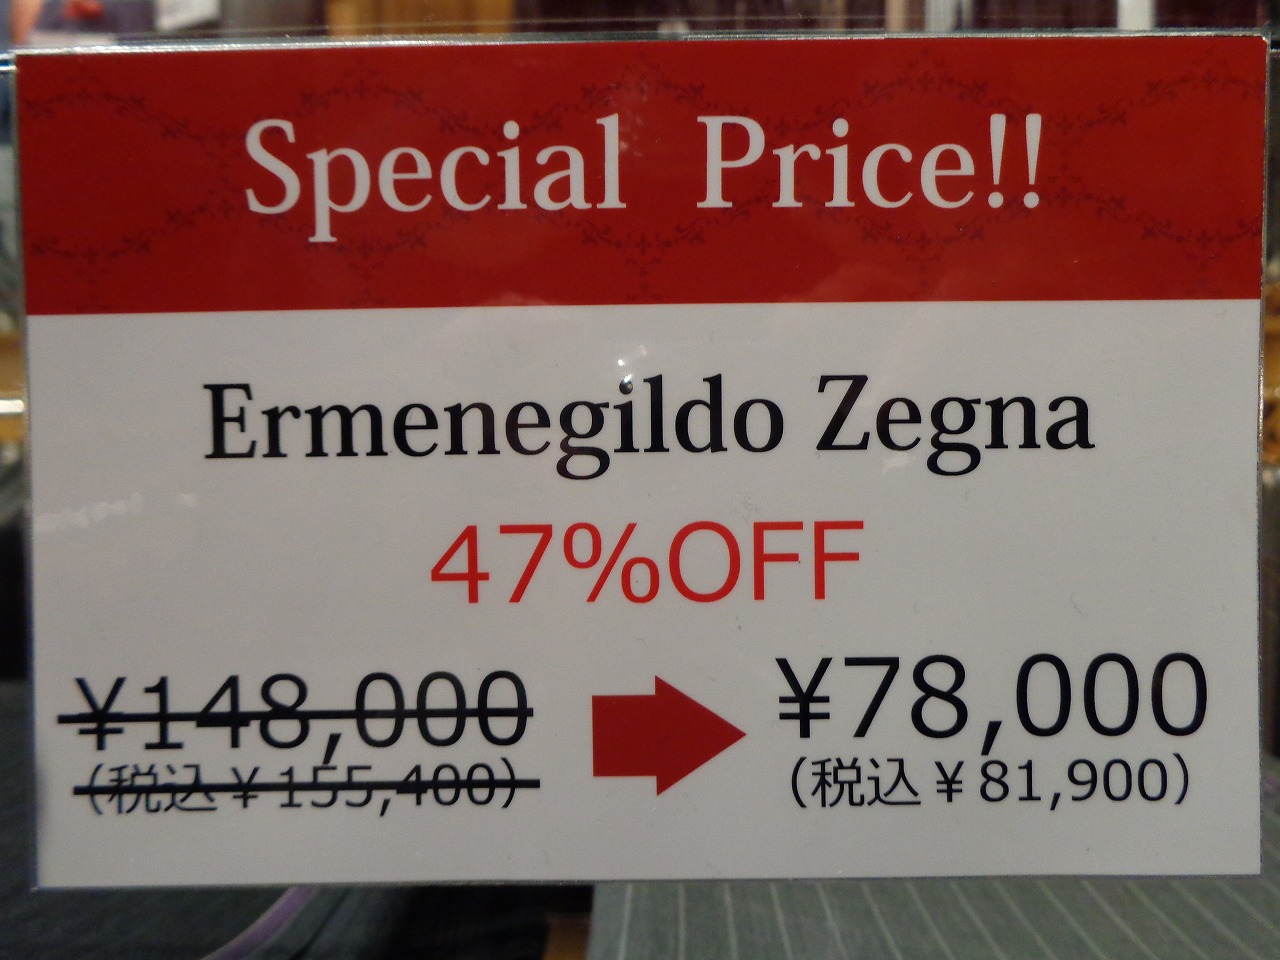 Special Price!!
Ermenegildo Zegna
47%OFF
¥148,000
(税込¥155,400)
¥78,000
(税込¥81,900)